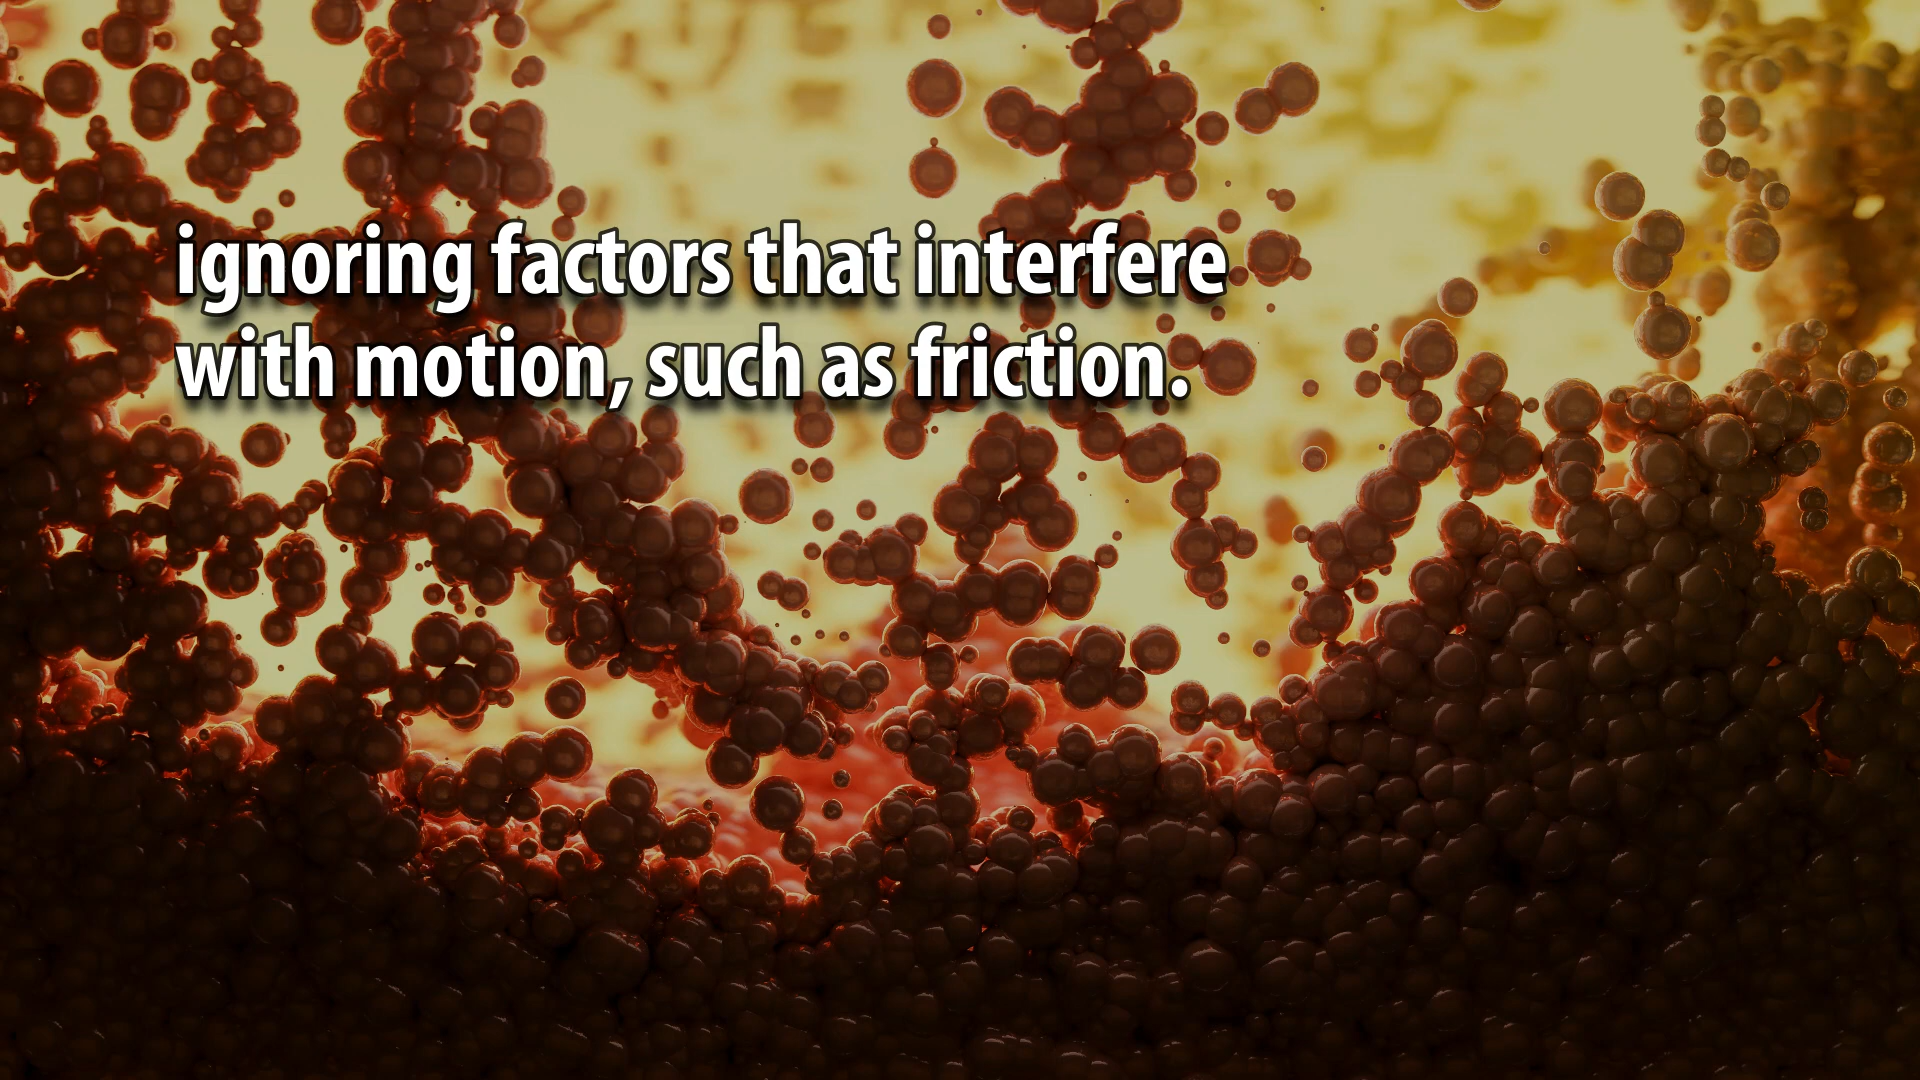 ignoring factors that interfere
with motion, such as friction.